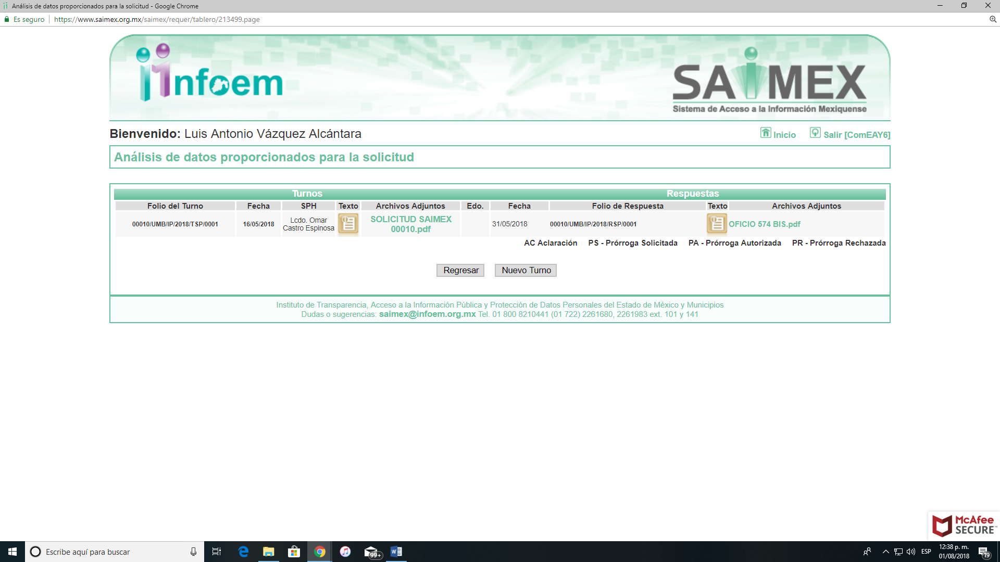 Análisis de datos proporcionados para la solicitud - Google Chrome
Es seguro | https://www.saimex.org.mx/saimex/requer/tablero/213499.page
infoem
SAIMEX
Sistema de Acceso a la Información Mexiquense
Bienvenido: Luis Antonio Vázquez Alcántara
Inicio Salir [ComEAY6]
Análisis de datos proporcionados para la solicitud
Turnos Respuestas
Folio del Turno Fecha SPH Texto Archivos Adjuntos Edo. Fecha Folio de Respuesta Texto Archivos Adjuntos
00010/UMB/IP/2018/TSP/0001 16/05/2018 Lcdo. Omar Castro Espinosa SOLICITUD SAIMEX 00010.pdf 31/05/2018 00010/UMB/IP/2018/RSP/0001 OFICIO 574 BIS.pdf
AC Aclaración PS - Prórroga Solicitada PA - Prórroga Autorizada PR - Prórroga Rechazada
Regresar Nuevo Turno
Instituto de Transparencia, Acceso a la Información Pública y Protección de Datos Personales del Estado de México y Municipios
Dudas o sugerencias: saimex@infoem.org.mx Tel. 01 800 8210441 (01 722) 2261680, 2261983 ext. 101 y 141
McAfee
SECURE™
Escribe aquí para buscar
99+
ESP
12:38 p. m.
01/08/2018
19